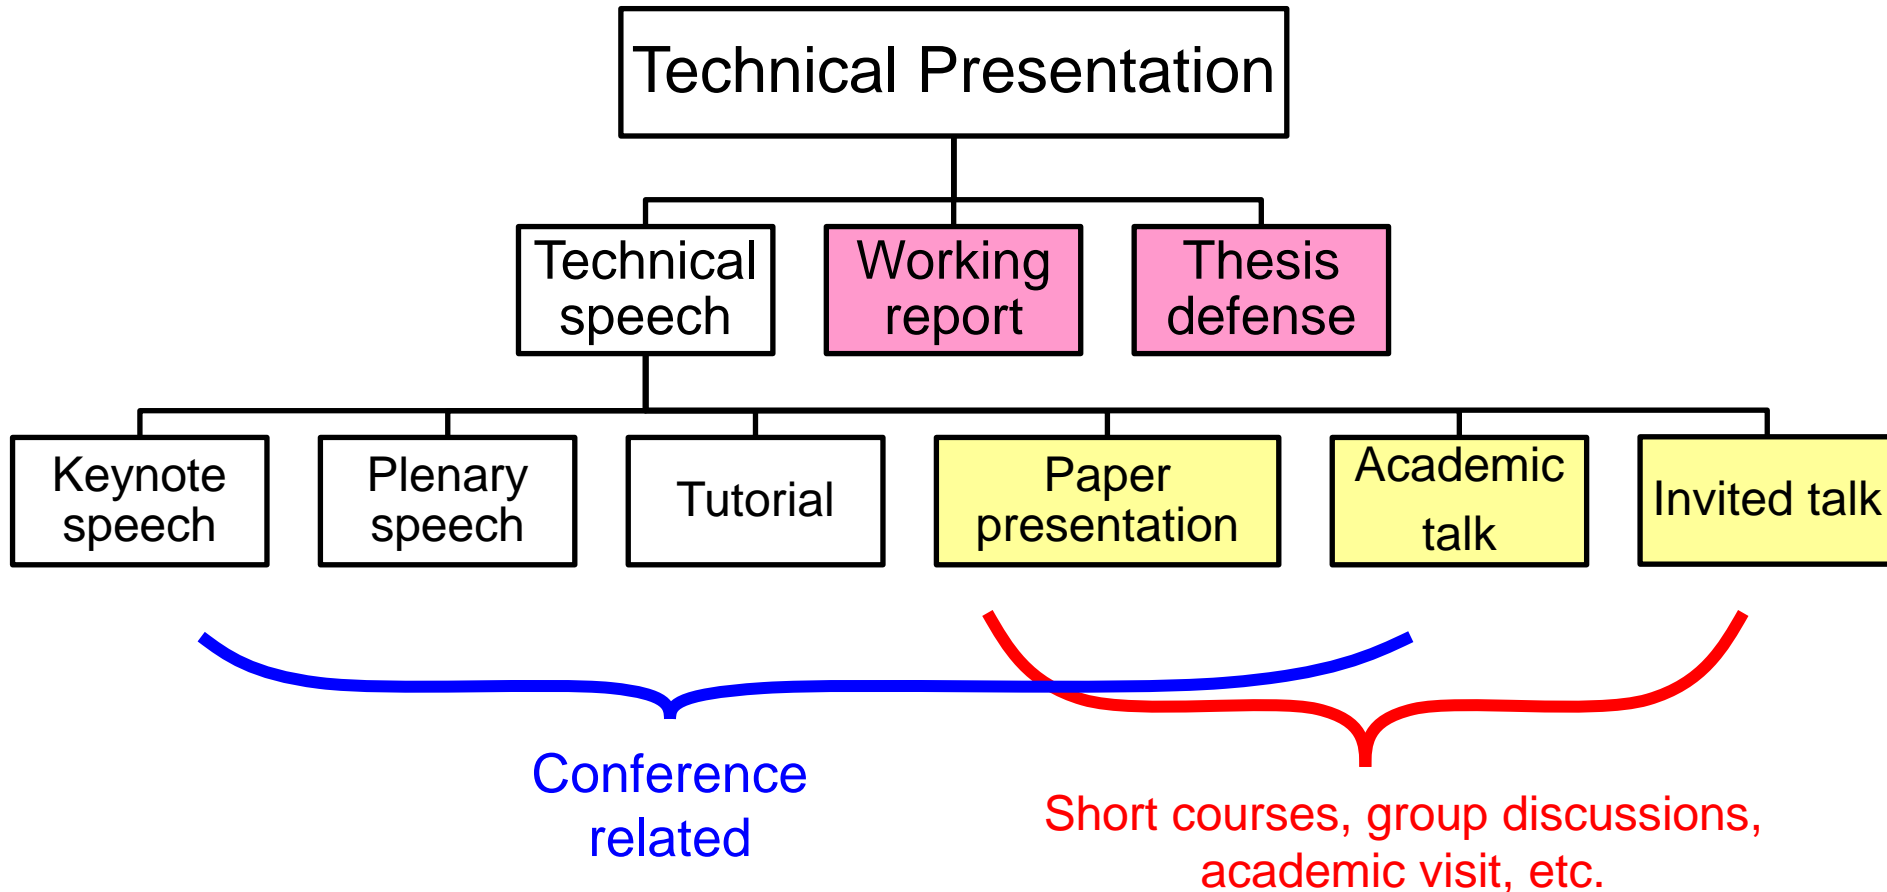 Technical Presentation
Technical
speech
Working
report
Thesis
defense
Keynote
speech
Plenary
speech
Tutorial
Paper
presentation
Academic
talk
Invited talk
Conference
related
Short courses, group discussions,
academic visit, etc.